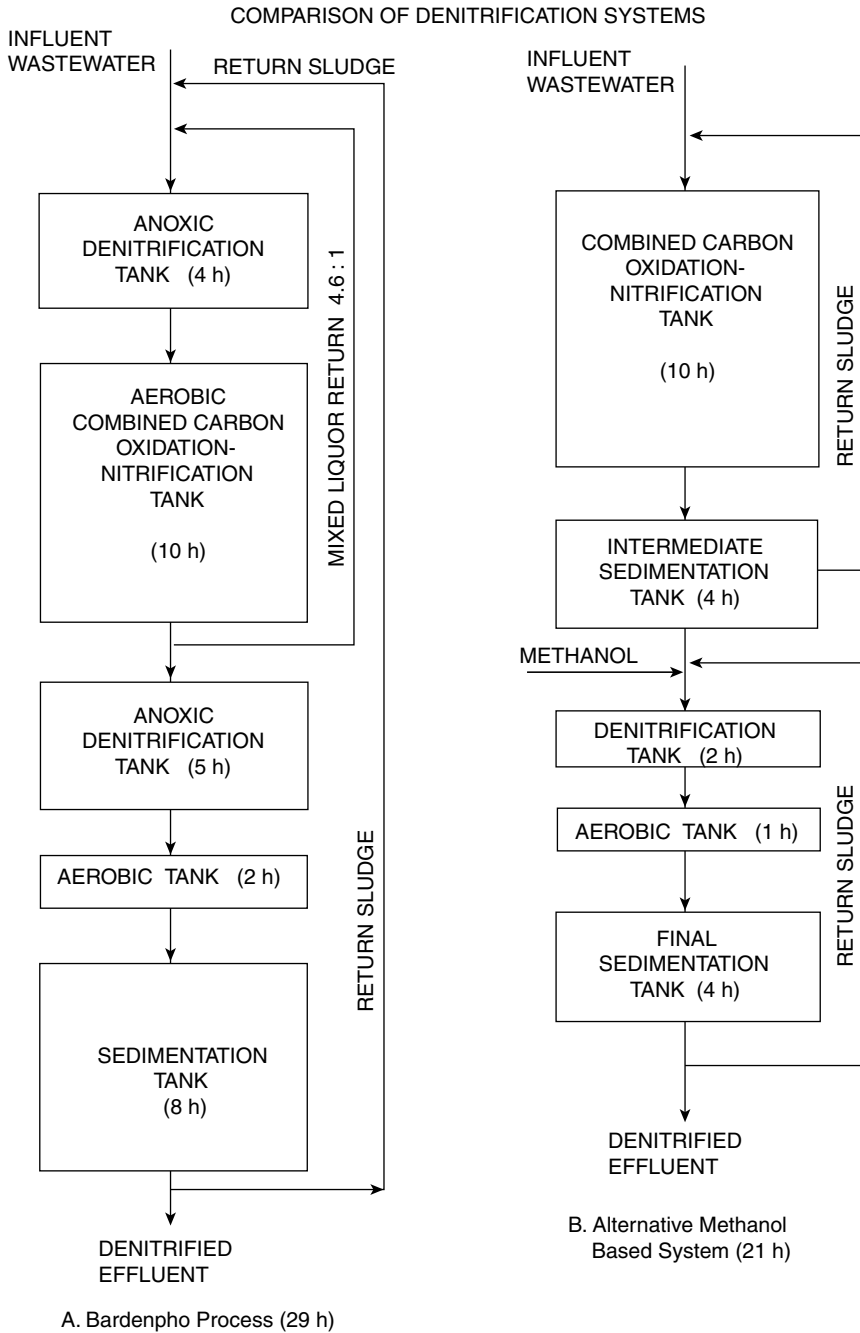 COMPARISON OF DENITRIFICATION SYSTEMS
INFLUENT
WASTEWATER
RETURN SLUDGE
ANOXIC
DENITRIFICATION
TANK (4 h)
MIXED LIQUOR RETURN 4.6 : 1
AEROBIC
COMBINED CARBON
OXIDATION-
NITRIFICATION
TANK
(10 h)
ANOXIC
DENITRIFICATION
TANK (5 h)
AEROBIC TANK (2 h)
RETURN SLUDGE
SEDIMENTATION
TANK
(8 h)
DENITRIFIED
EFFLUENT
A. Bardenpho Process (29 h)
INFLUENT
WASTEWATER
COMBINED CARBON
OXIDATION-
NITRIFICATION
TANK
(10 h)
RETURN SLUDGE
INTERMEDIATE
SEDIMENTATION
TANK (4 h)
METHANOL
DENITRIFICATION
TANK (2 h)
AEROBIC TANK (1 h)
RETURN SLUDGE
FINAL
SEDIMENTATION
TANK (4 h)
DENITRIFIED
EFFLUENT
B. Alternative Methanol
Based System (21 h)